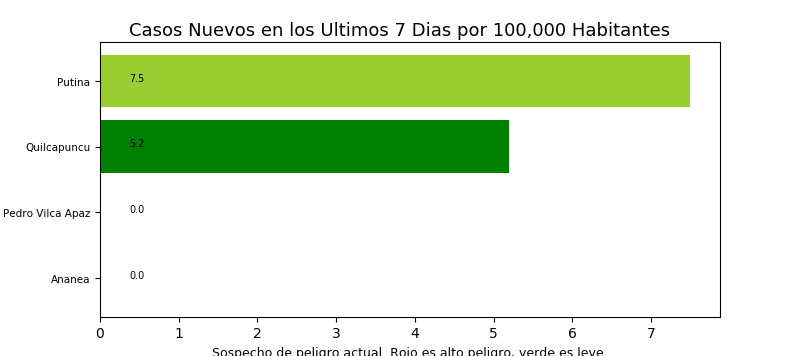 Casos Nuevos en los Ultimos 7 Dias por 100,000 Habitantes
Putina
7.5
Quilcapuncu
5.2
Pedro Vilca Apaz
0.0
Ananea
0.0
0 1 2 3 4 5 6 7
Sospecho de peligro actual. Rojo es alto peligro, verde es leve